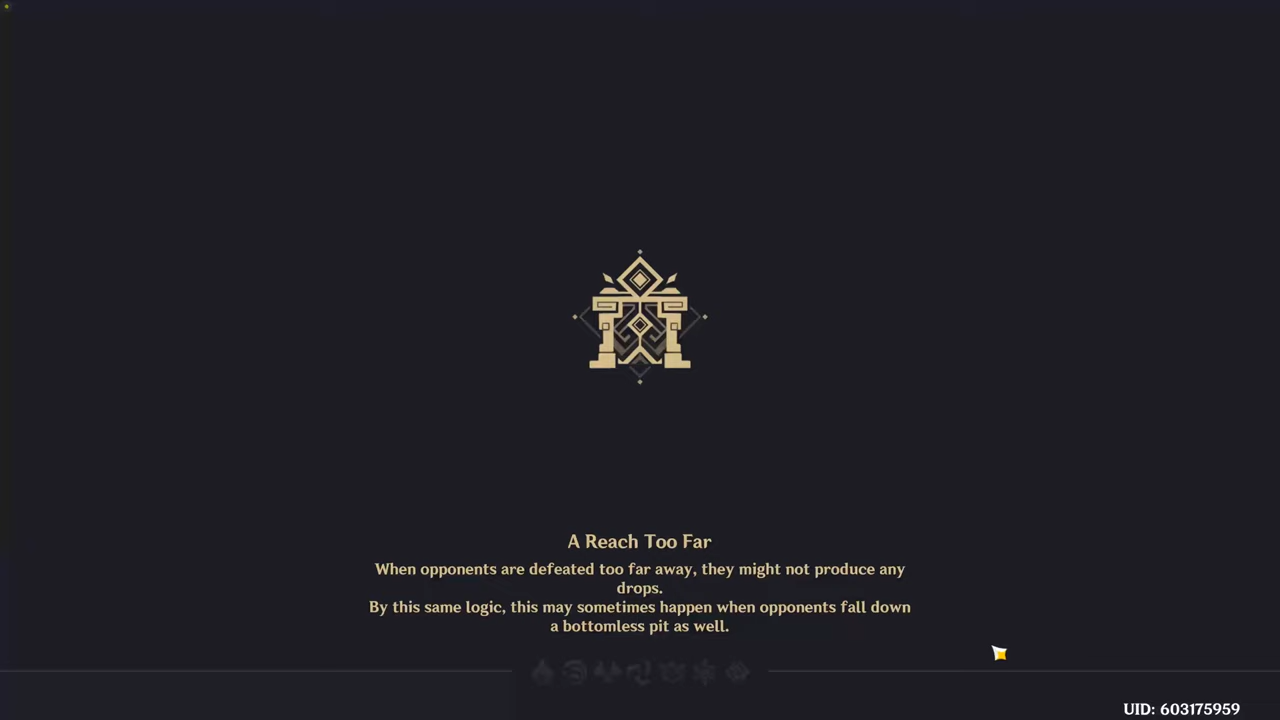 A Reach Too Far
When opponents are defeated too far away, they might not produce any
drops.
By this same logic, this may sometimes happen when opponents fall down
a bottomless pit as well.
UID: 603175959